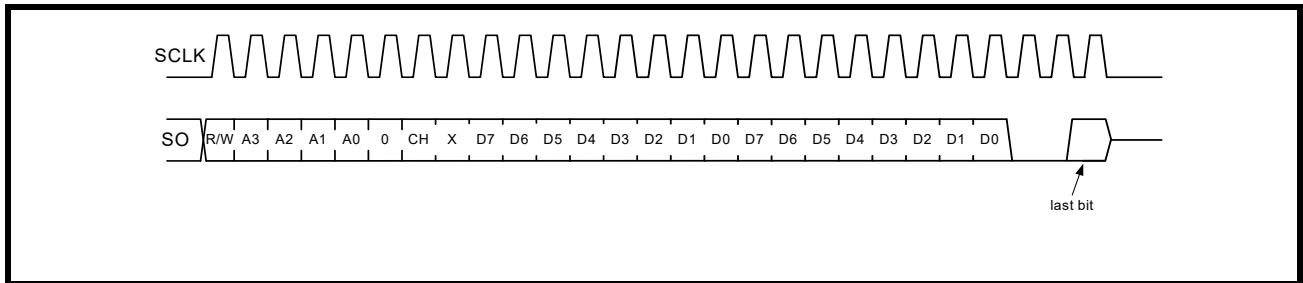 SCLK
SO R/W A3 A2 A1 A0 0 CH X D7 D6 D5 D4 D3 D2 D1 D0 D7 D6 D5 D4 D3 D2 D1 D0
last bit